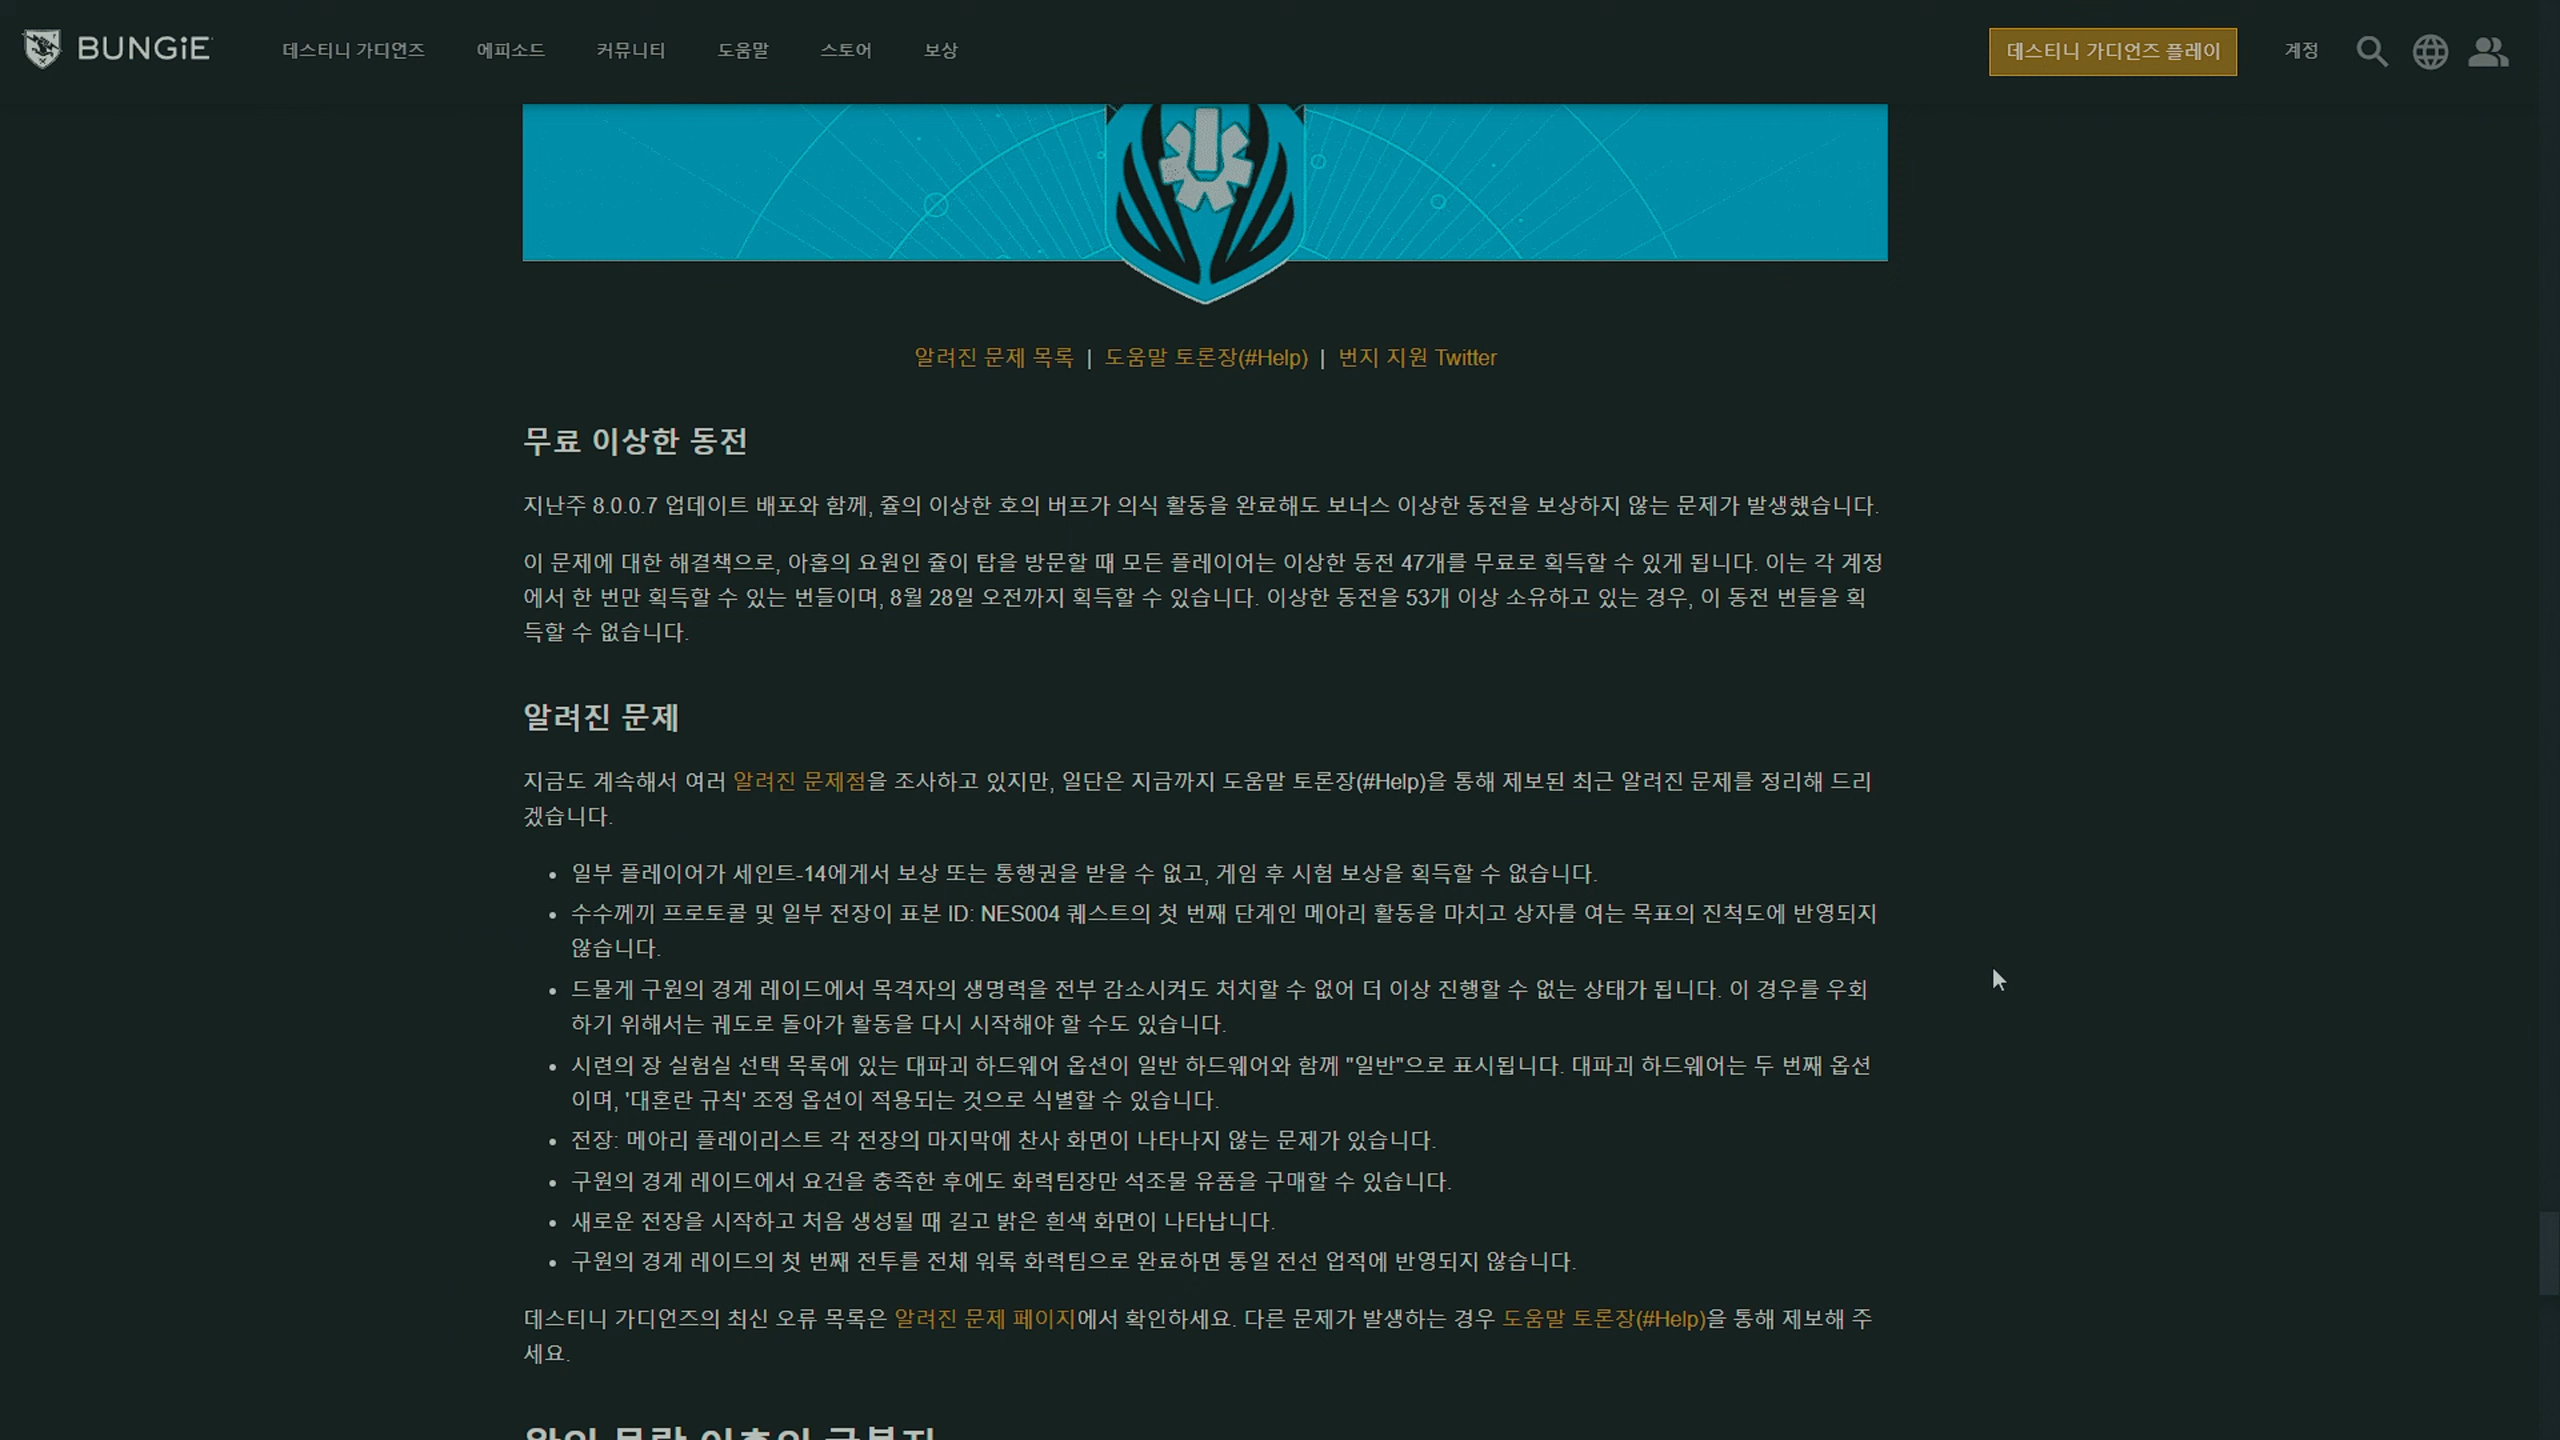 BUNGiE 데스티니 가디언즈 에피소드 커뮤니티 도움말 스토어 보상 데스티니 가디언즈 플레이 계정
알려진 문제 목록 | 도움말 토론장(#Help) | 번지 지원 Twitter
무료 이상한 동전
지난주 8.0.0.7 업데이트 배포와 함께, 쥴의 이상한 호의 버프가 의식 활동을 완료해도 보너스 이상한 동전을 보상하지 않는 문제가 발생했습니다.
이 문제에 대한 해결책으로, 아홉의 요원인 쥴이 탑을 방문할 때 모든 플레이어는 이상한 동전 47개를 무료로 획득할 수 있게 됩니다. 이는 각 계정
에서 한 번만 획득할 수 있는 번들이며, 8월 28일 오전까지 획득할 수 있습니다. 이상한 동전을 53개 이상 소유하고 있는 경우, 이 동전 번들을 획
득할 수 없습니다.
알려진 문제
지금도 계속해서 여러 알려진 문제점을 조사하고 있지만, 일단은 지금까지 도움말 토론장(#Help)을 통해 제보된 최근 알려진 문제를 정리해 드리
겠습니다.
• 일부 플레이어가 세인트-14에게서 보상 또는 통행권을 받을 수 없고, 게임 후 시험 보상을 획득할 수 없습니다.
• 수수께끼 프로토콜 및 일부 전장이 표본 ID: NES004 퀘스트의 첫 번째 단계인 메아리 활동을 마치고 상자를 여는 목표의 진척도에 반영되지
않습니다.
• 드물게 구원의 경계 레이드에서 목격자의 생명력을 전부 감소시켜도 처치할 수 없어 더 이상 진행할 수 없는 상태가 됩니다. 이 경우를 우회
하기 위해서는 궤도로 돌아가 활동을 다시 시작해야 할 수도 있습니다.
• 시련의 장 실험실 선택 목록에 있는 대파괴 하드웨어 옵션이 일반 하드웨어와 함께 "일반"으로 표시됩니다. 대파괴 하드웨어는 두 번째 옵션
이며, '대혼란 규칙' 조정 옵션이 적용되는 것으로 식별할 수 있습니다.
• 전장: 메아리 플레이리스트 각 전장의 마지막에 찬사 화면이 나타나지 않는 문제가 있습니다.
• 구원의 경계 레이드에서 요건을 충족한 후에도 화력팀장만 석조물 유품을 구매할 수 있습니다.
• 새로운 전장을 시작하고 처음 생성될 때 길고 밝은 흰색 화면이 나타납니다.
• 구원의 경계 레이드의 첫 번째 전투를 전체 워록 화력팀으로 완료하면 통일 전선 업적에 반영되지 않습니다.
데스티니 가디언즈의 최신 오류 목록은 알려진 문제 페이지에서 확인하세요. 다른 문제가 발생하는 경우 도움말 토론장(#Help)을 통해 제보해 주
세요.